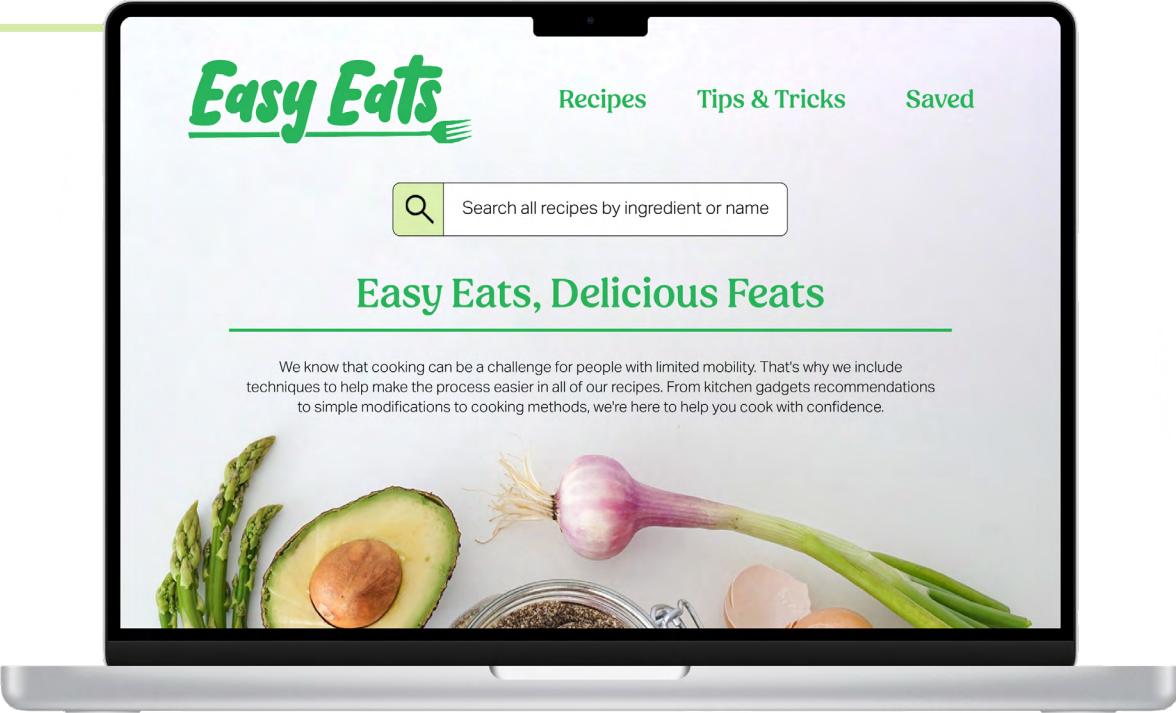 Easy Eats
Recipes
Tips & Tricks
Saved
Search all recipes by ingredient or name
Easy Eats, Delicious Feats
We know that cooking can be a challenge for people with limited mobility. That's why we include
techniques to help make the process easier in all of our recipes. From kitchen gadgets recommendations
to simple modifications to cooking methods, we're here to help you cook with confidence.